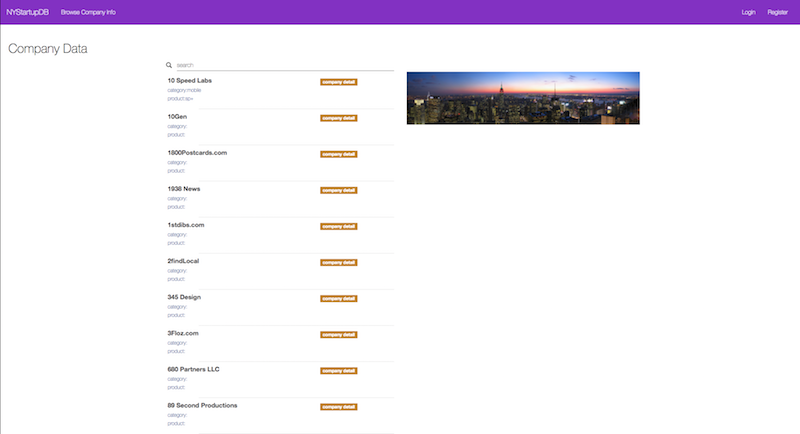 NYStartupDB Browse Company Info Login Register
Company Data
search
10 Speed Labs company detail
category:mobile
10Gen company detail
category:
product:
1800Postcards.com company detail
category:
product:
1938 News company detail
category:
product:
1stdibs.com company detail
category:
product:
2findLocal company detail
category:
product:
345 Design company detail
category:
product:
3Floz.com company detail
category:
product:
680 Partners LLC company detail
category:
product:
89 Second Productions company detail
category:
product: